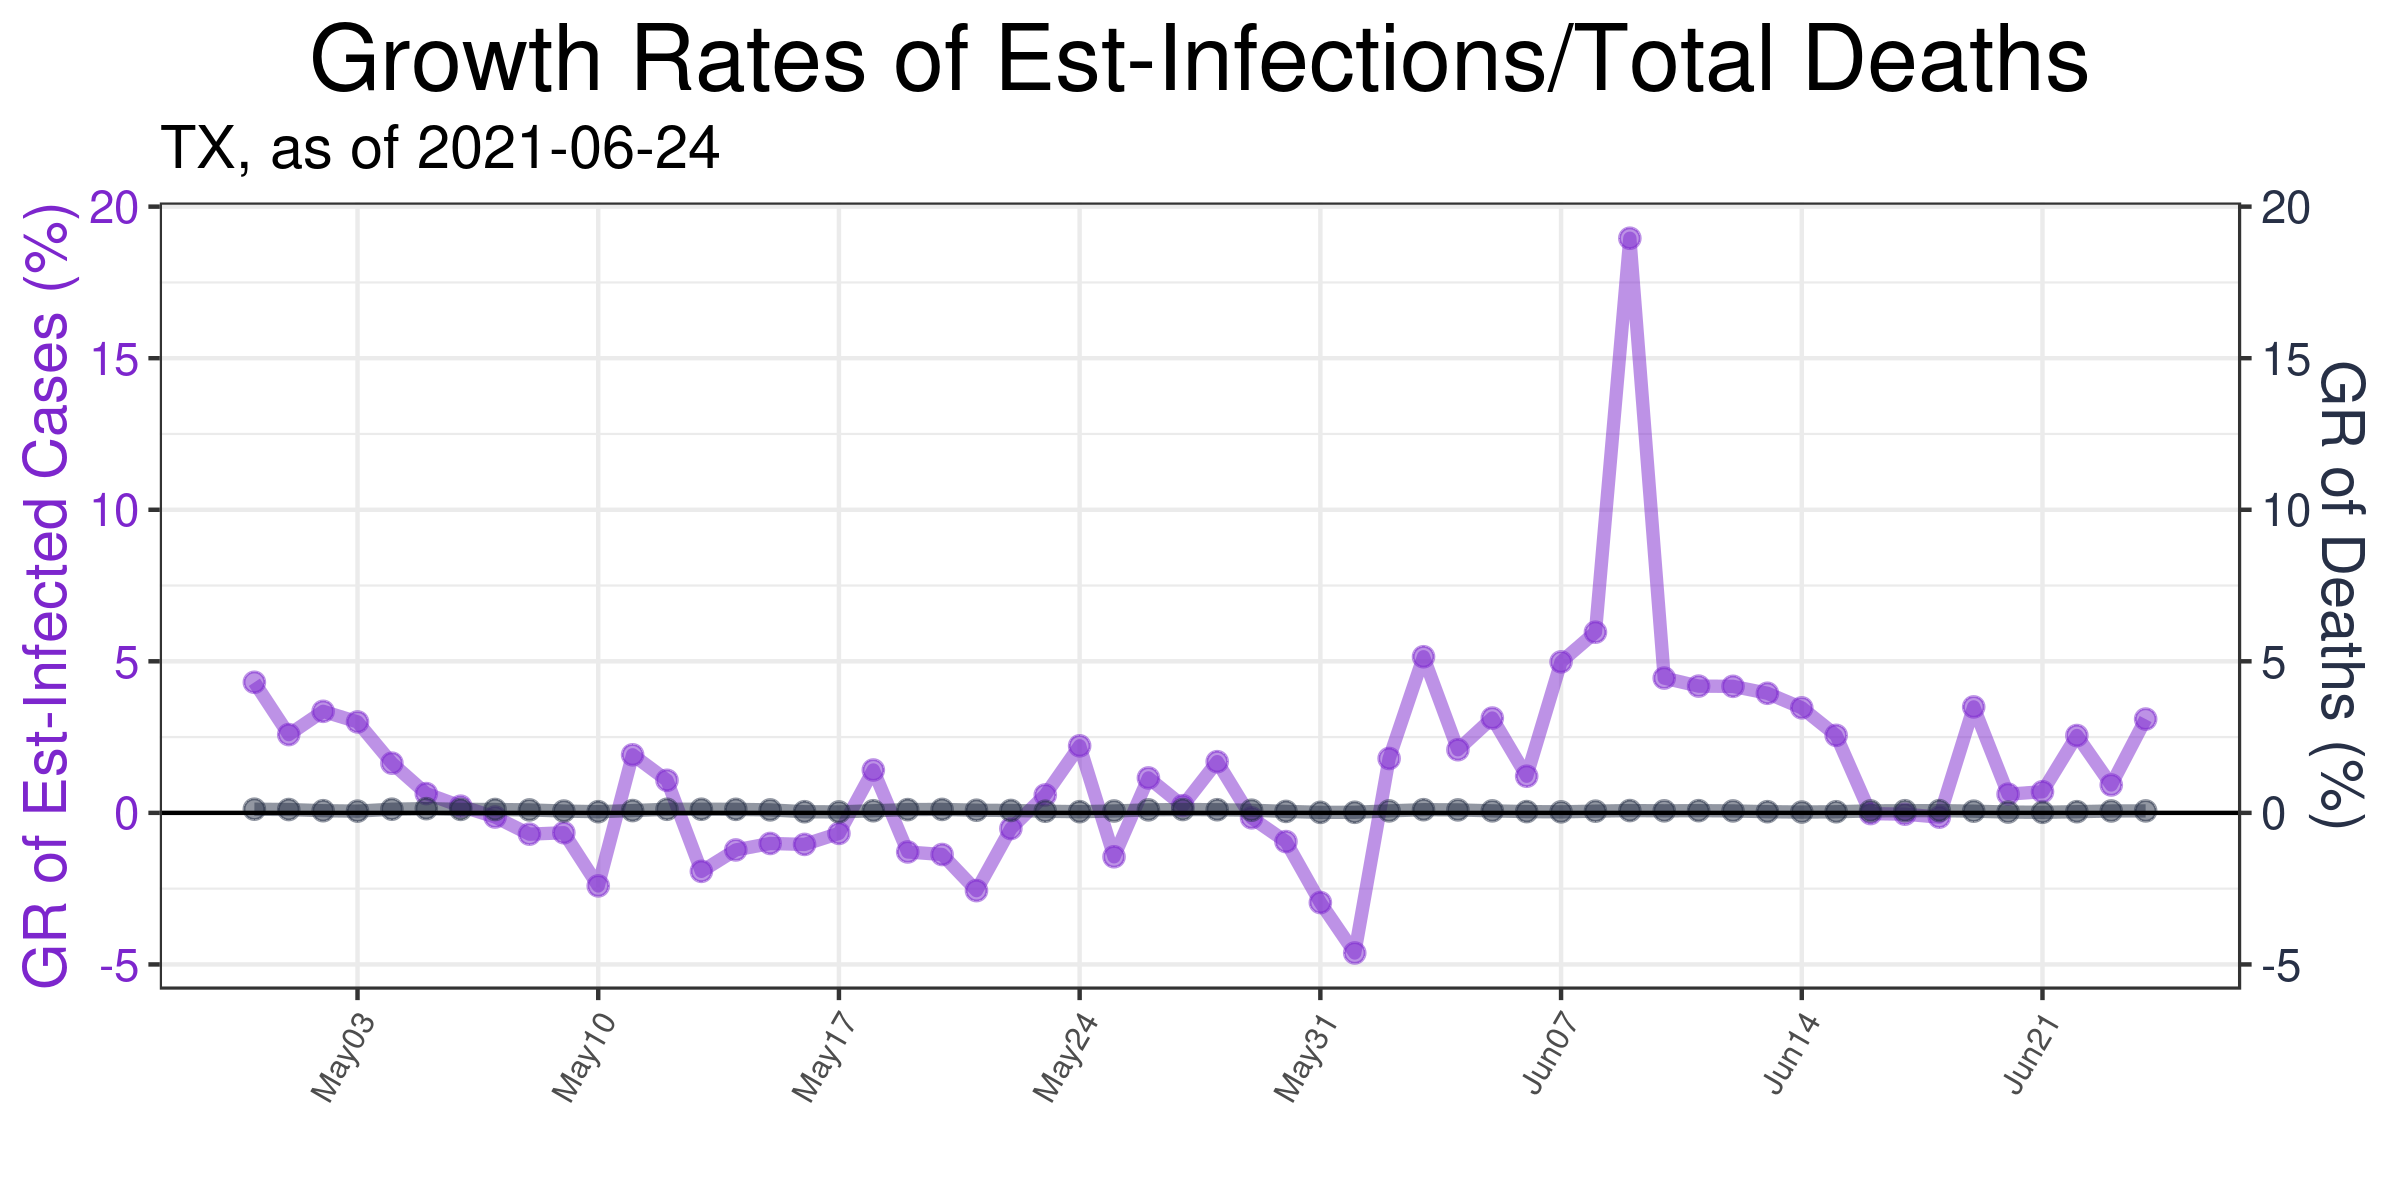 Growth Rates of Est-Infections/Total Deaths
TX, as of 2021-06-24
GR of Est-Infected Cases (%)
20
15
10
5
0
-5
20
15
10
5
0
-5
GR of Deaths (%)
May03
May10
May17
May24
May31
Jun07
Jun14
Jun21